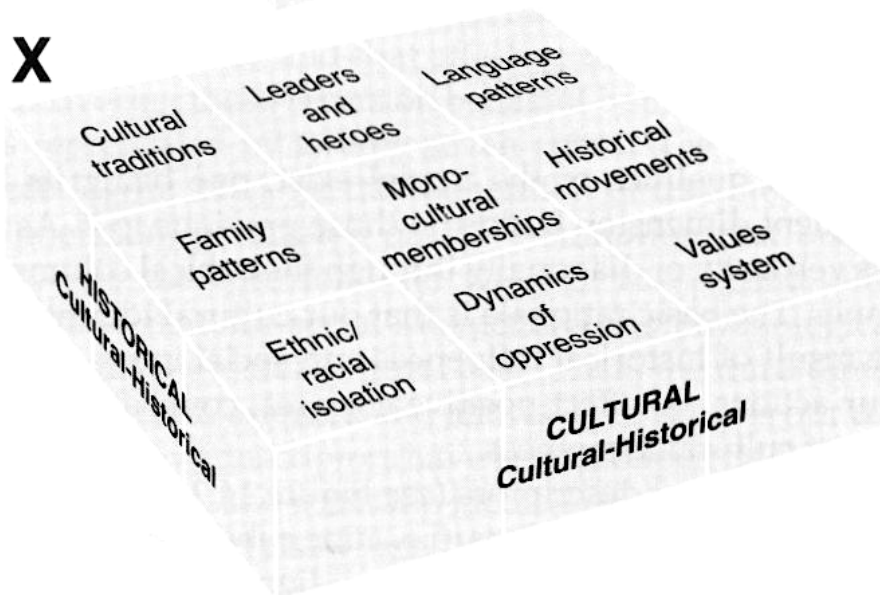 X
Cultural
traditions
Leaders
and
heroes
Language
patterns
Family
patterns
Mono-
cultural
memberships
Historical
movements
Ethnic/
racial
isolation
Dynamics
of
oppression
Values
system
HISTORICAL
Cultural-Historical
CULTURAL
Cultural-Historical